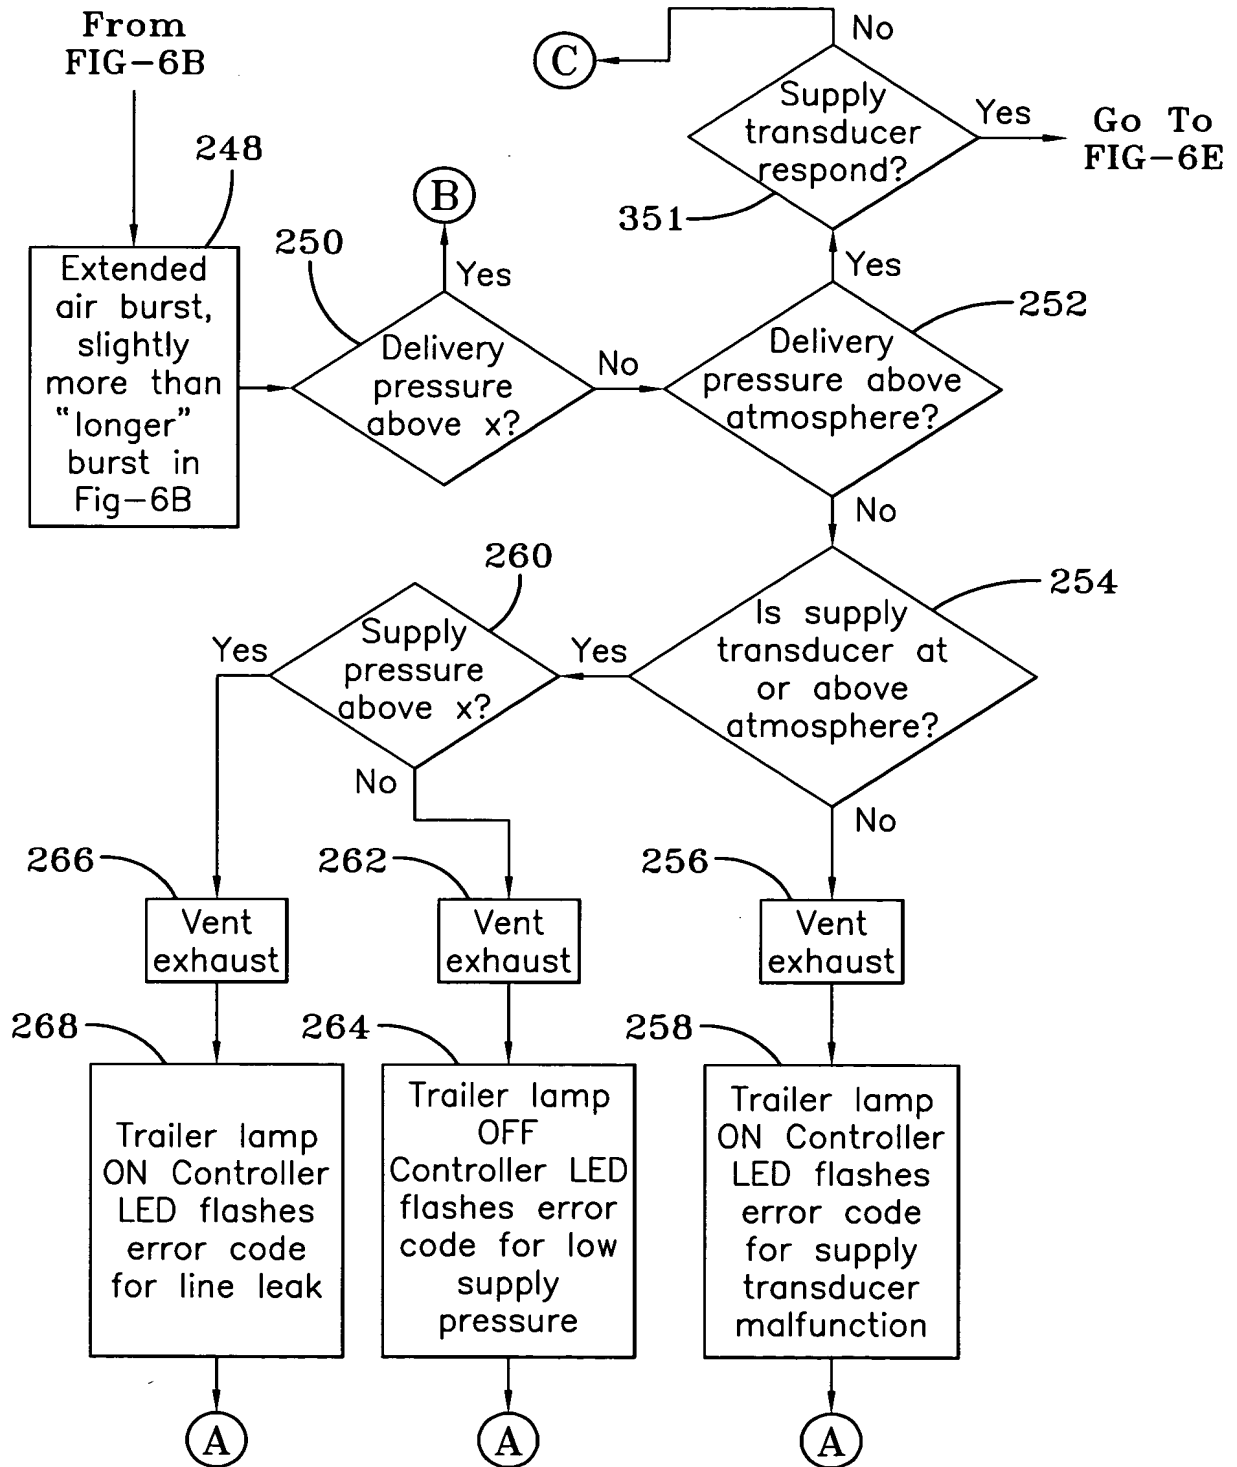 From
FIG-6B
No
C
Supply
transducer
respond?
Yes
Go To
FIG-6E
248
351
B
250
Yes
Yes
Extended
air burst,
slightly
more than
"longer"
burst in
Fig-6B
Delivery
pressure
above x?
No
252
Delivery
pressure above
atmosphere?
No
260
254
Yes
Supply
pressure
above x?
Yes
Is supply
transducer at
or above
atmosphere?
No
No
266
262
256
Vent
exhaust
Vent
exhaust
Vent
exhaust
268
264
258
Trailer lamp
ON Controller
LED flashes
error code
for line leak
Trailer lamp
OFF
Controller LED
flashes error
code for low
supply
pressure
Trailer lamp
ON Controller
LED flashes
error code
for supply
transducer
malfunction
A
A
A